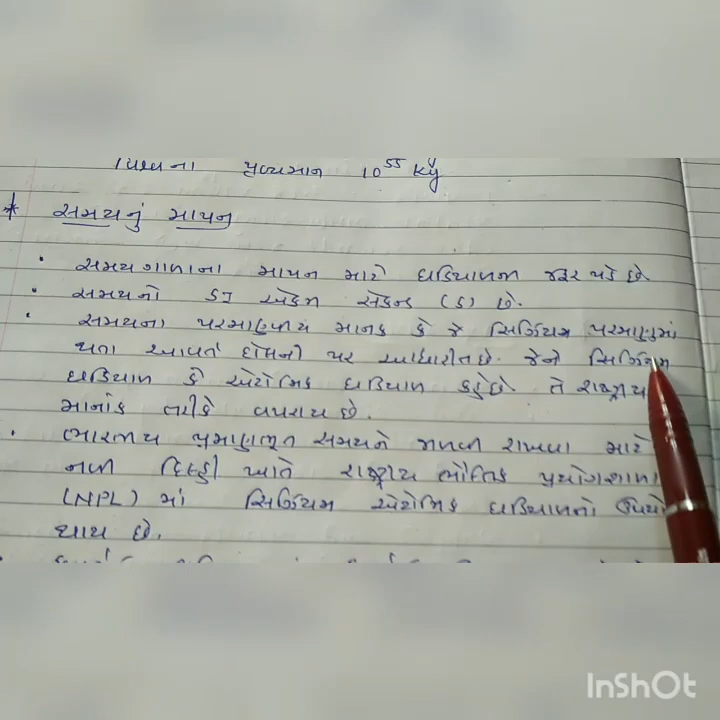 વિશ્વના દ્રવ્યમાન 10⁵⁵ kg
* સમયનું માપન
• સમયગાળાના માપન માટે ઘડિયાળની જરૂર પડે છે.
• સમયનો SI એકમ સેકન્ડ (S) છે.
• સમયના પરમાણ્વીય માનક કે જે સિઝિયમ પરમાણુમાં
થતા આવર્ત દોલનો પર આધારીત છે. જેને સિઝિયમ
ઘડિયાળ કે એટોમિક ઘડિયાળ કહે છે. તે રાષ્ટ્રીય
માનાંક તરીકે વપરાય છે.
• ભારતીય પ્રમાણભૂત સમયને જાળવી રાખવા માટે
નવી દિલ્હી ખાતે રાષ્ટ્રીય ભૌતિક પ્રયોગશાળા
(NPL) માં સિઝિયમ એટોમિક ઘડિયાળનો
થાય છે.
InShOt